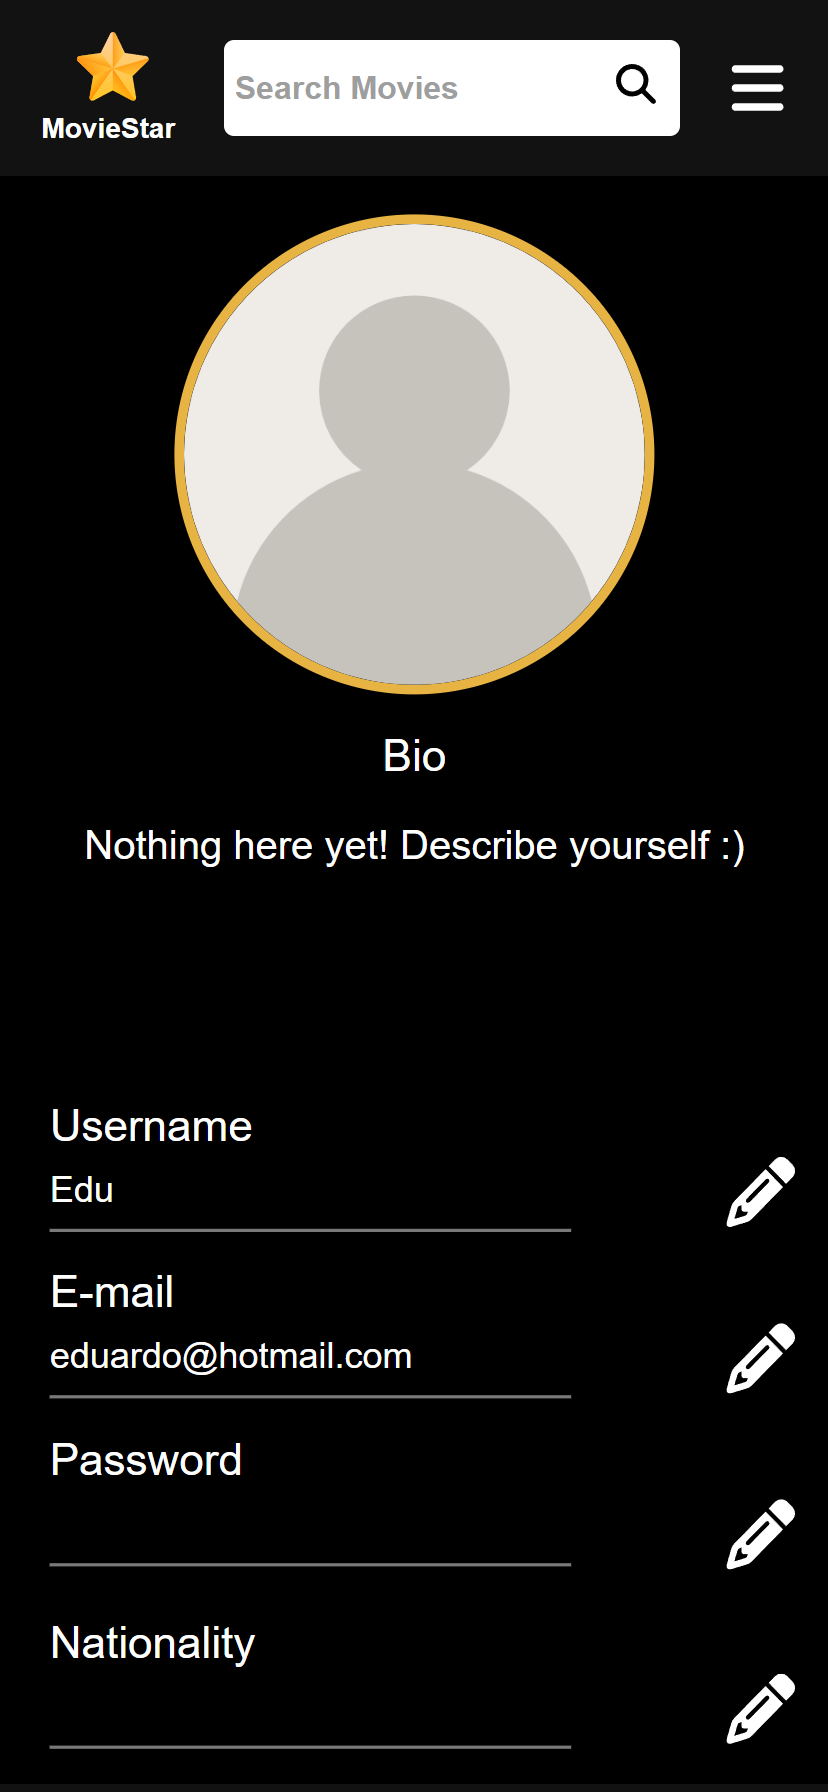 MovieStar
Search Movies
Bio
Nothing here yet! Describe yourself :)
Username
Edu
E-mail
eduardo@hotmail.com
Password
Nationality